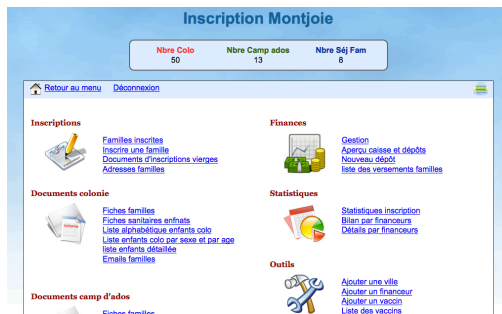 Inscription Montjoie
Nbre Colo Nbre Camp ados Nbre Séj Fam
50 13 8
Retour au menu Déconnexion
Inscriptions
Familles inscrites
Inscrire une famille
Documents d'inscriptions vierges
Adresses familles
Finances
Gestion
Aperçu caisse et dépôts
Nouveau dépôt
liste des versements familles
Documents colonie
Fiches familles
Fiches sanitaires enfnats
Liste alphabétique enfants colo
Liste enfants colo par sexe et par age
liste enfants détaillée
Emails familles
Statistiques
Statistiques inscription
Bilan par financeurs
Détails par financeurs
Outils
Ajouter une ville
Ajouter un financeur
Ajouter un vaccin
Liste des vaccins
Documents camp d'ados
Fiches familles